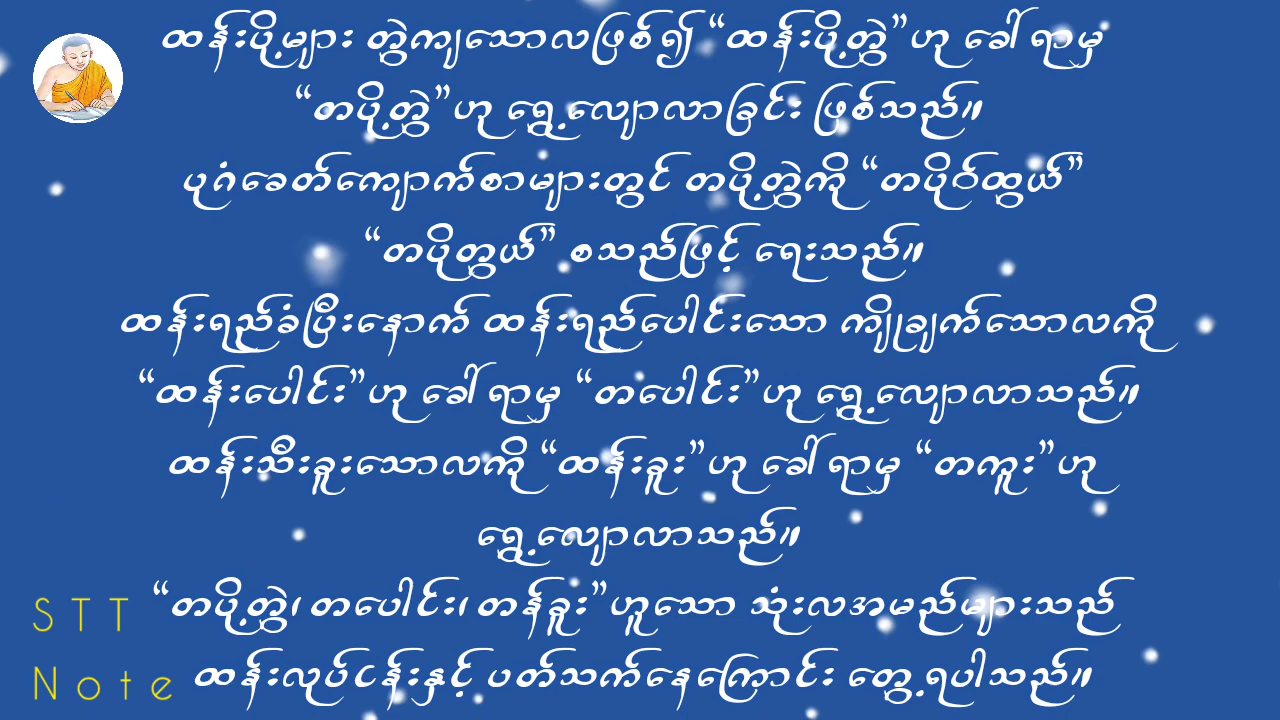 ထန်းပို့များ တွဲကျသောလဖြစ်၍ “ထန်းပို့တွဲ”ဟု ခေါ်ရာမှ
“တပို့တွဲ”ဟု ရွေ့လျောလာခြင်း ဖြစ်သည်။
ပုဂံခေတ်ကျောက်စာများတွင် တပို့တွဲကို “တပိုဝ်ထွယ်”
“တပိုတွယ်” စသည်ဖြင့် ရေးသည်။
ထန်းရည်ခံပြီးနောက် ထန်းရည်ပေါင်းသော ကျိုချက်သောလကို
“ထန်းပေါင်း”ဟု ခေါ်ရာမှ “တပေါင်း”ဟု ရွေ့လျောလာသည်။
ထန်းသီးခူးသောလကို “ထန်းခူး”ဟု ခေါ်ရာမှ “တကူး”ဟု
ရွေ့လျောလာသည်။
“တပို့တွဲ၊ တပေါင်း၊ တန်ခူး”ဟူသော သုံးလအမည်များသည်
ထန်းလုပ်ငန်းနှင့် ပတ်သက်နေကြောင်း တွေ့ရပါသည်။
STT
Note